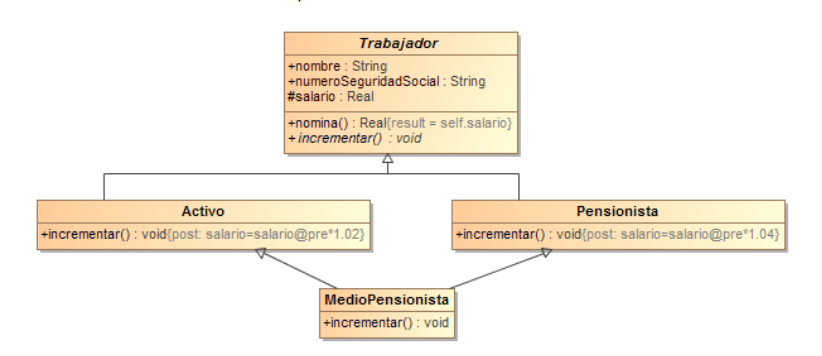 Trabajador
+nombre : String
+numeroSeguridadSocial : String
#salario : Real
+nomina() : Real{result = self.salario}
+incrementar() : void
Activo
+incrementar() : void{post: salario=salario@pre*1.02}
Pensionista
+incrementar() : void{post: salario=salario@pre*1.04}
MedioPensionista
+incrementar() : void